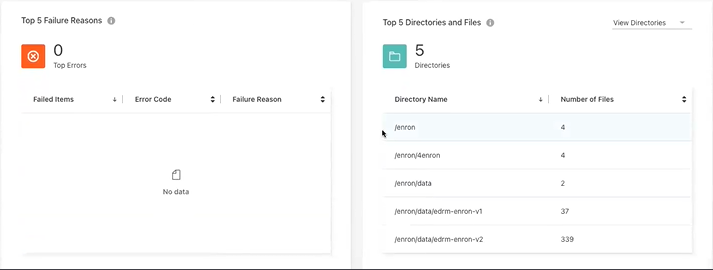 Top 5 Failure Reasons
0
Top Errors
Failed Items Error Code Failure Reason
No data
Top 5 Directories and Files
View Directories
5
Directories
Directory Name Number of Files
/enron 4
/enron/4enron 4
/enron/data 2
/enron/data/edrm-enron-v1 37
/enron/data/edrm-enron-v2 339